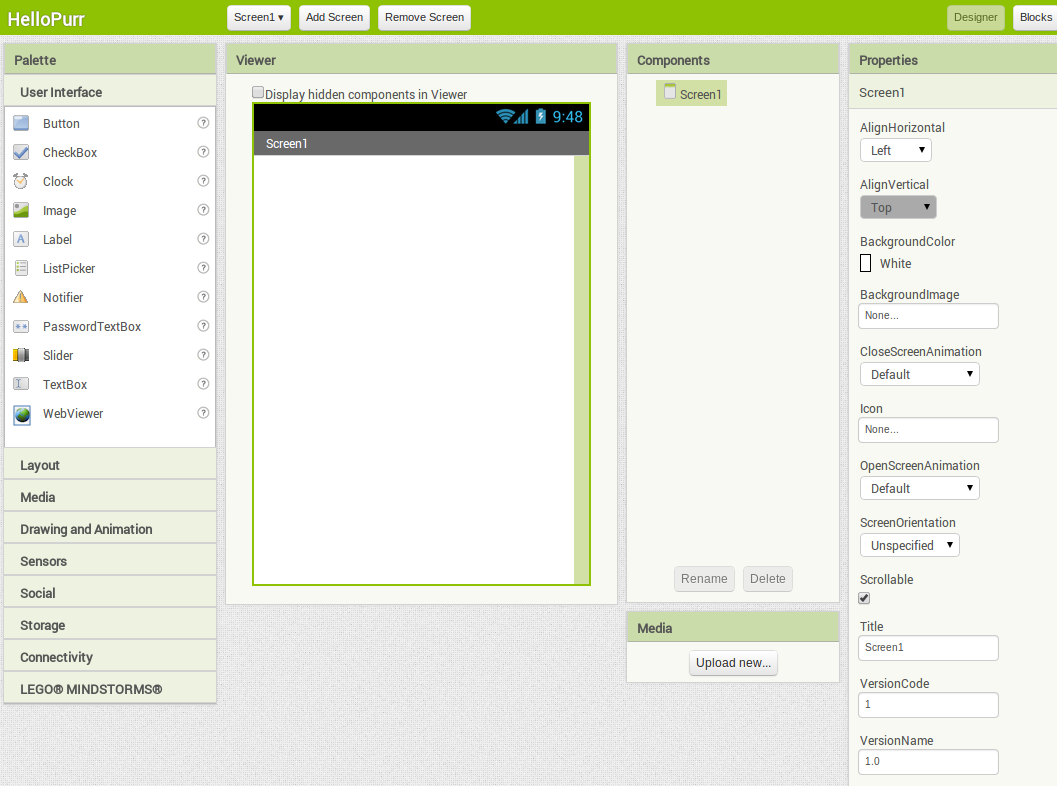 HelloPurr
Screen1 ▾
Add Screen
Remove Screen
Designer
Blocks
Palette
User Interface
Button ?
CheckBox ?
Clock ?
Image ?
Label ?
ListPicker ?
Notifier ?
PasswordTextBox ?
Slider ?
TextBox ?
WebViewer ?
Layout
Media
Drawing and Animation
Sensors
Social
Storage
Connectivity
LEGO® MINDSTORMS®
Viewer
Display hidden components in Viewer
9:48
Screen1
Components
Screen1
Rename
Delete
Media
Upload new...
Properties
Screen1
AlignHorizontal
Left
AlignVertical
Top
BackgroundColor
White
BackgroundImage
None...
CloseScreenAnimation
Default
Icon
None...
OpenScreenAnimation
Default
ScreenOrientation
Unspecified
Scrollable
Title
Screen1
VersionCode
1
VersionName
1.0